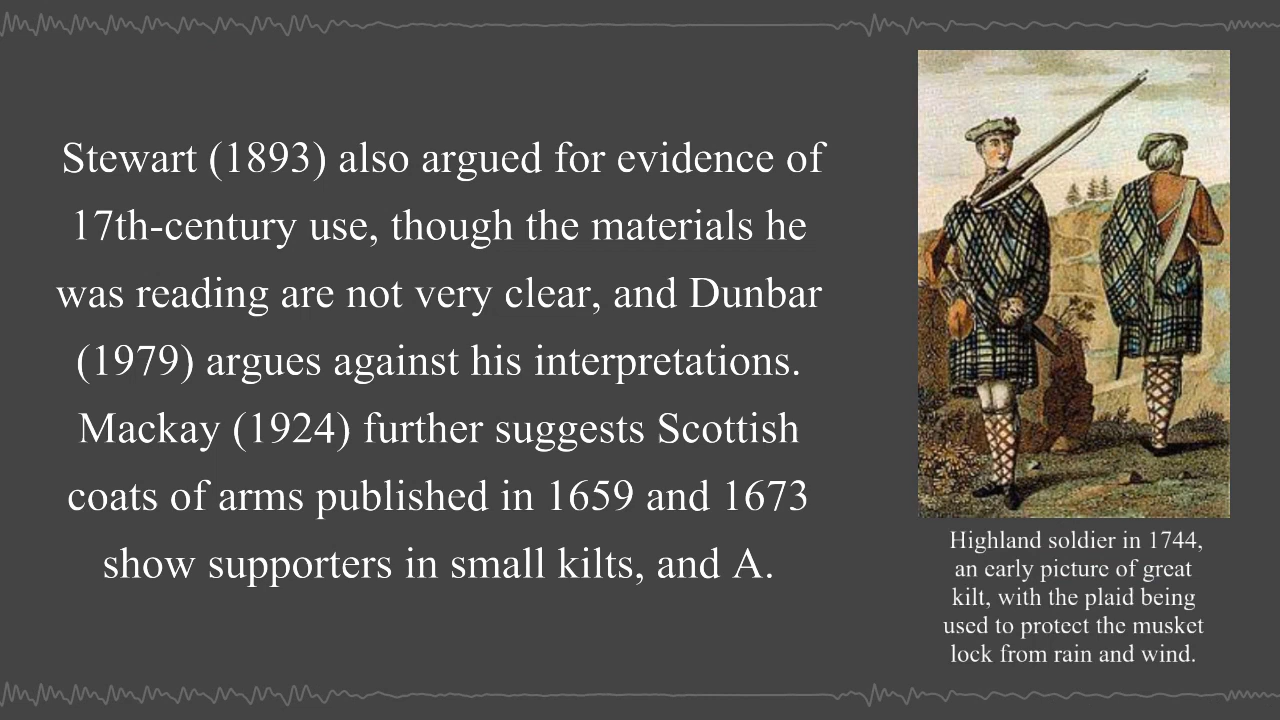 Stewart (1893) also argued for evidence of
17th-century use, though the materials he
was reading are not very clear, and Dunbar
(1979) argues against his interpretations.
Mackay (1924) further suggests Scottish
coats of arms published in 1659 and 1673
show supporters in small kilts, and A.
Highland soldier in 1744,
an early picture of great
kilt, with the plaid being
used to protect the musket
lock from rain and wind.